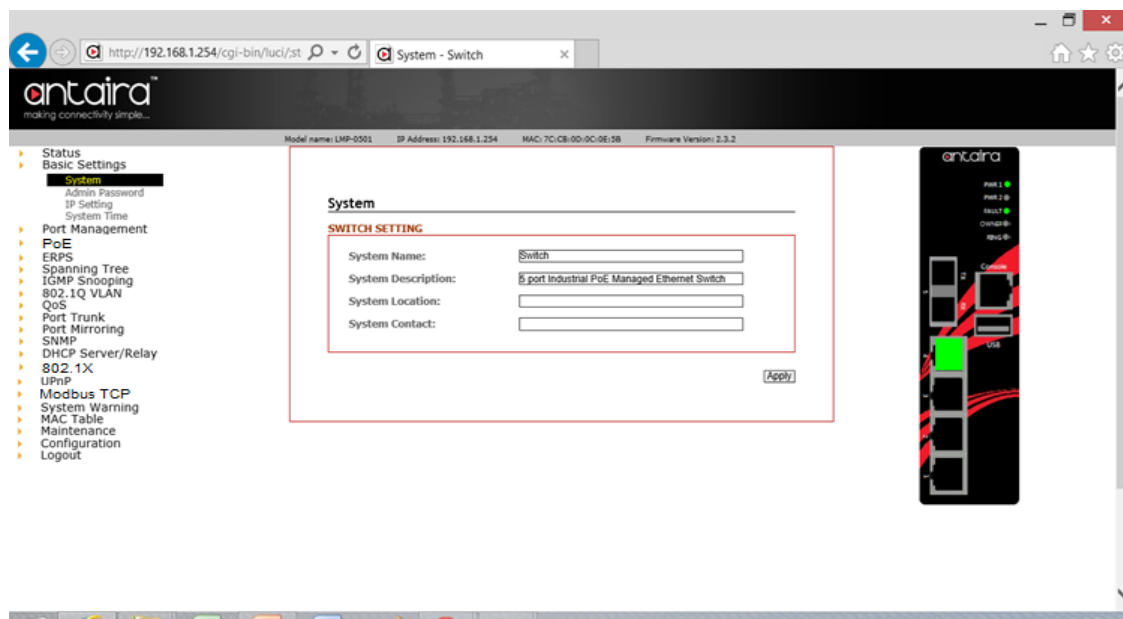 http://192.168.1.254/cgi-bin/luci/;st
System - Switch
antaira™
making connectivity simple...
Model name: LMP-0501 IP Address: 192.168.1.254 MAC: 7C:CB:0D:0C:0E:5B Firmware Version: 2.3.2
Status
Basic Settings
System
Admin Password
IP Setting
System Time
Port Management
PoE
ERPS
Spanning Tree
IGMP Snooping
802.1Q VLAN
QoS
Port Trunk
Port Mirroring
SNMP
DHCP Server/Relay
802.1X
UPnP
Modbus TCP
System Warning
MAC Table
Maintenance
Configuration
Logout
System
SWITCH SETTING
System Name: Switch
System Description: 5 port Industrial PoE Managed Ethernet Switch
System Location:
System Contact:
Apply
antaira
PWR 1
PWR 2
FAULT
OWNER
RING
Console
USB